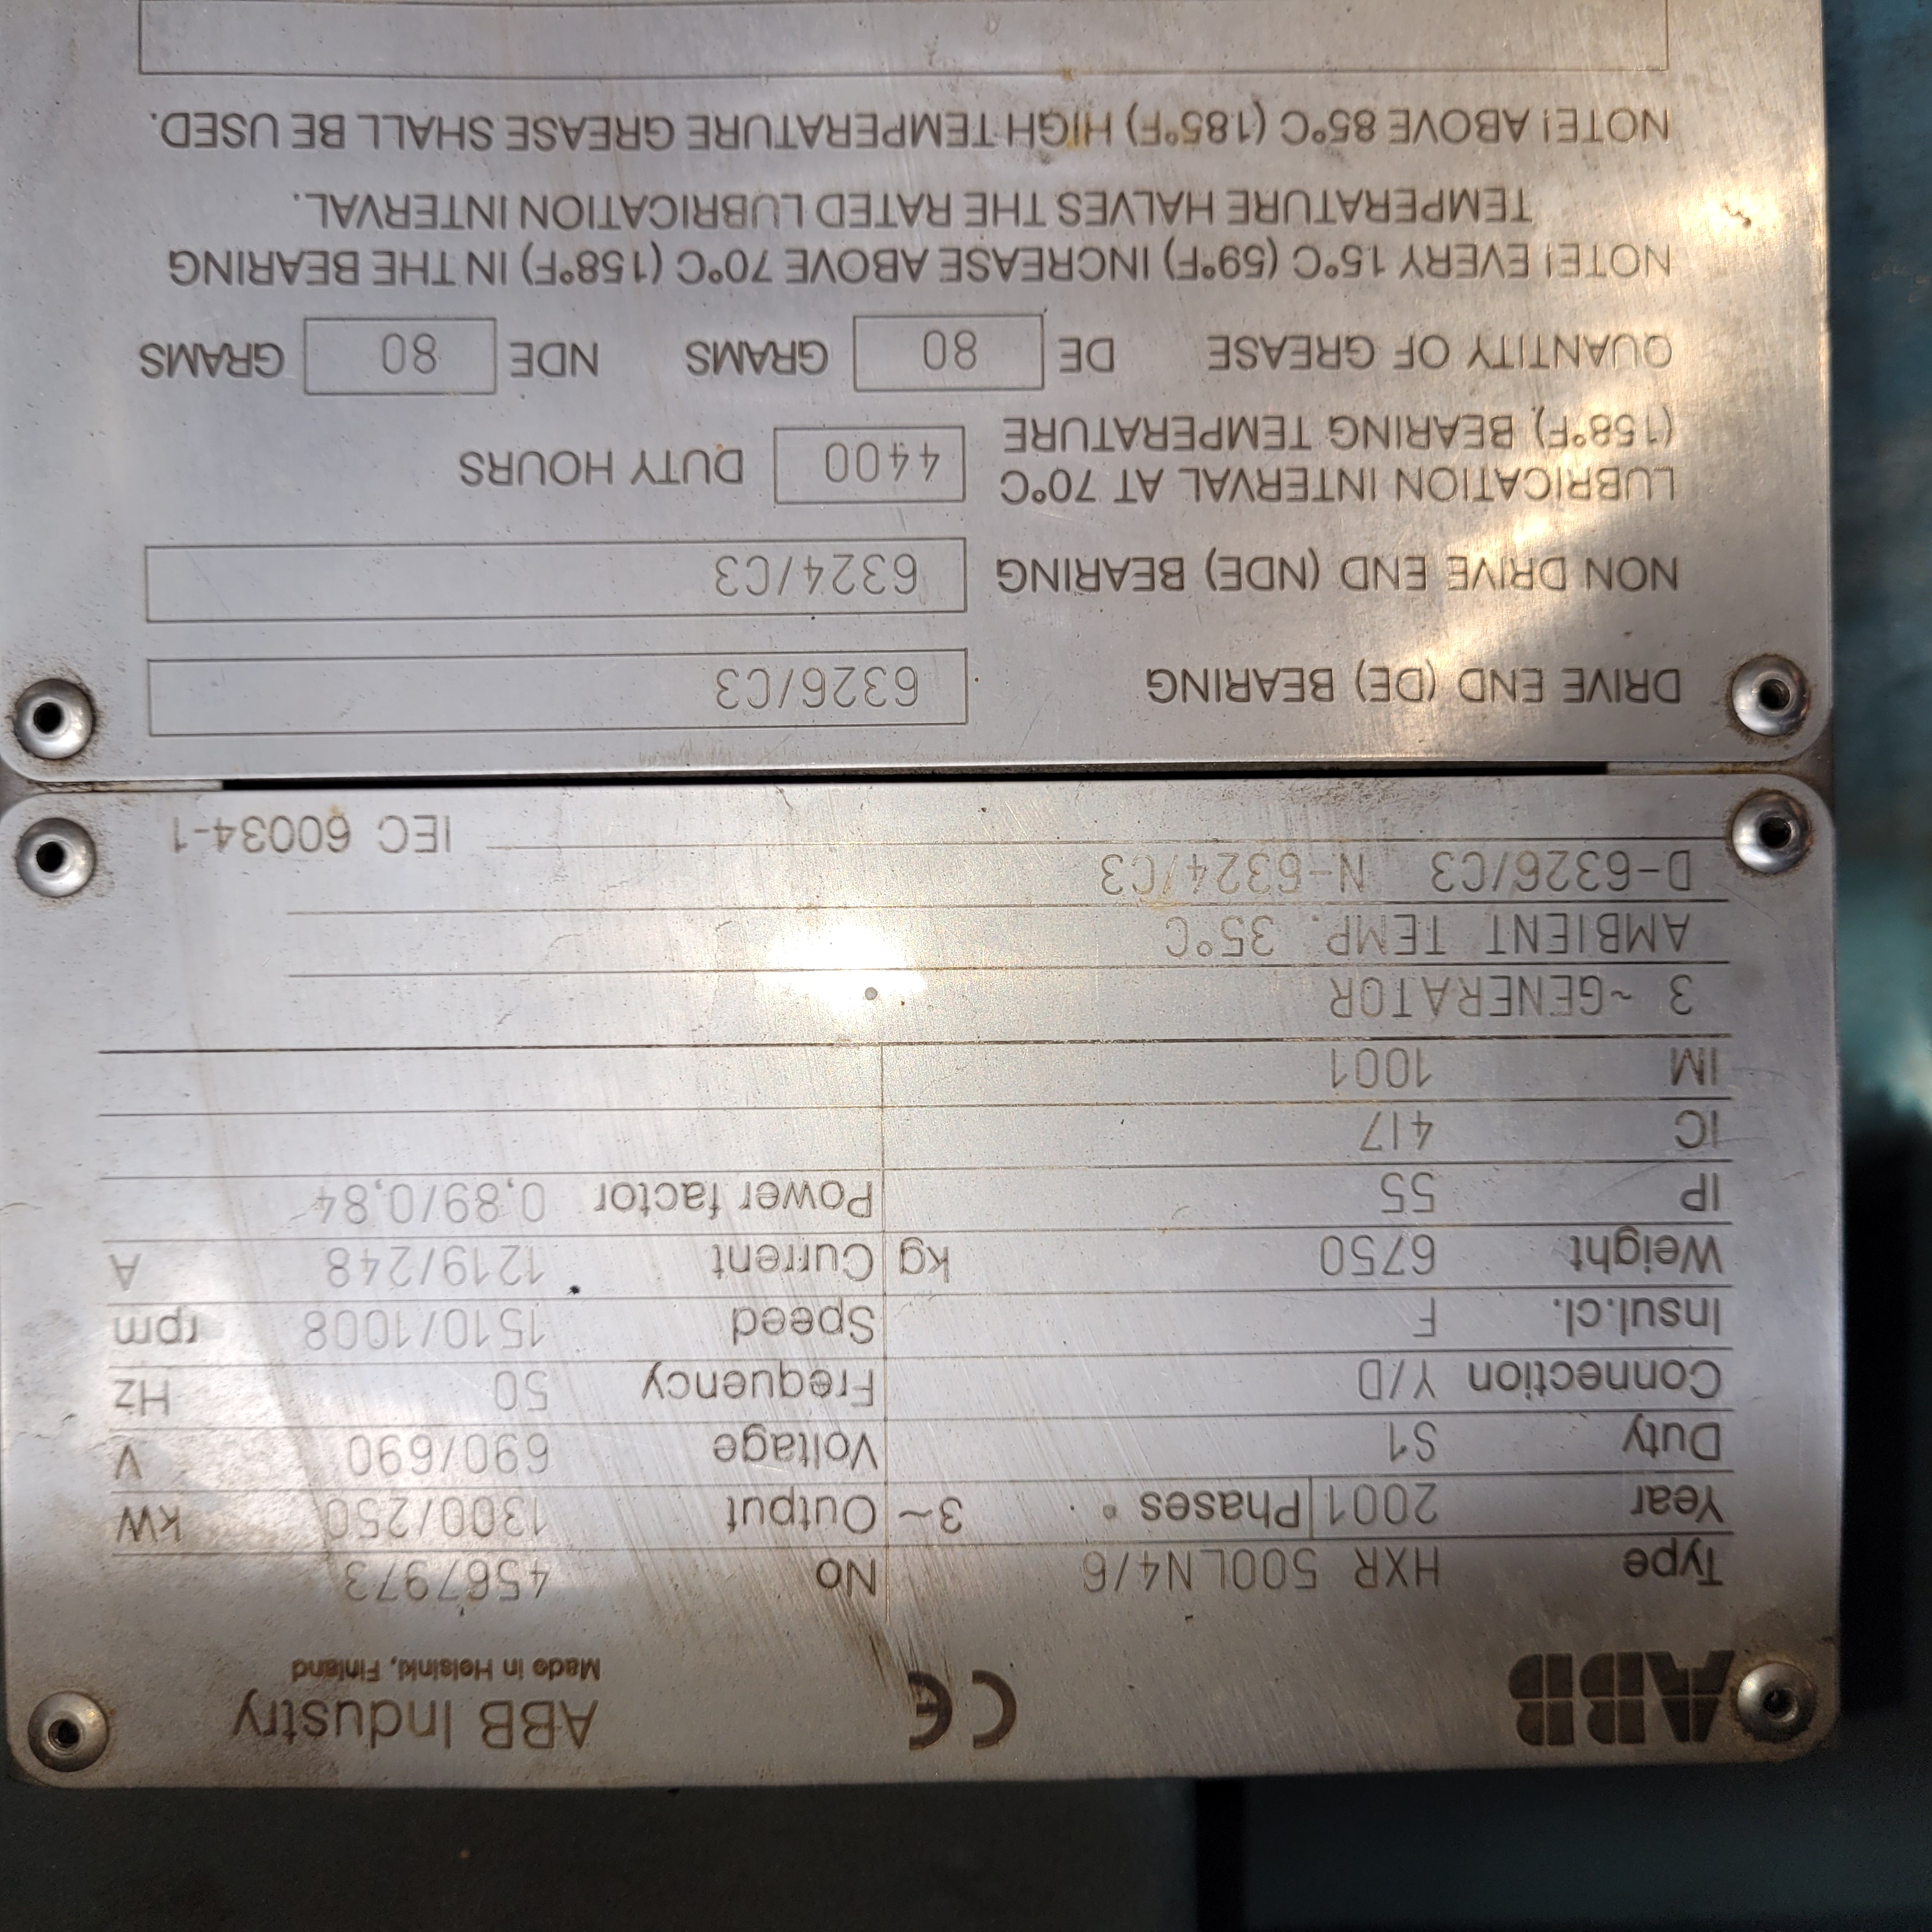 ABB CE ABB Industry
Made in Helsinki, Finland
Type HXR 500LN4/6 No 4567973
Year 2001 Phases 3~ Output 1300/250 kW
Duty S1 Voltage 690/690 V
Connection Y/D Frequency 50 Hz
Insul.cl. F Speed 1510/1008 rpm
Weight 6750 kg Current 1219/248 A
IP 55 Power factor 0,89/0,84
IC 417
IM 1001
3 ~GENERATOR
AMBIENT TEMP. 35°C
D-6326/C3 N-6324/C3
IEC 60034-1
DRIVE END (DE) BEARING 6326/C3
NON DRIVE END (NDE) BEARING 6324/C3
LUBRICATION INTERVAL AT 70°C
(158°F) BEARING TEMPERATURE 4400 DUTY HOURS
QUANTITY OF GREASE DE 80 GRAMS NDE 80 GRAMS
NOTE! EVERY 15°C (59°F) INCREASE ABOVE 70°C (158°F) IN THE BEARING
TEMPERATURE HALVES THE RATED LUBRICATION INTERVAL.
NOTE! ABOVE 85°C (185°F) HIGH TEMPERATURE GREASE SHALL BE USED.